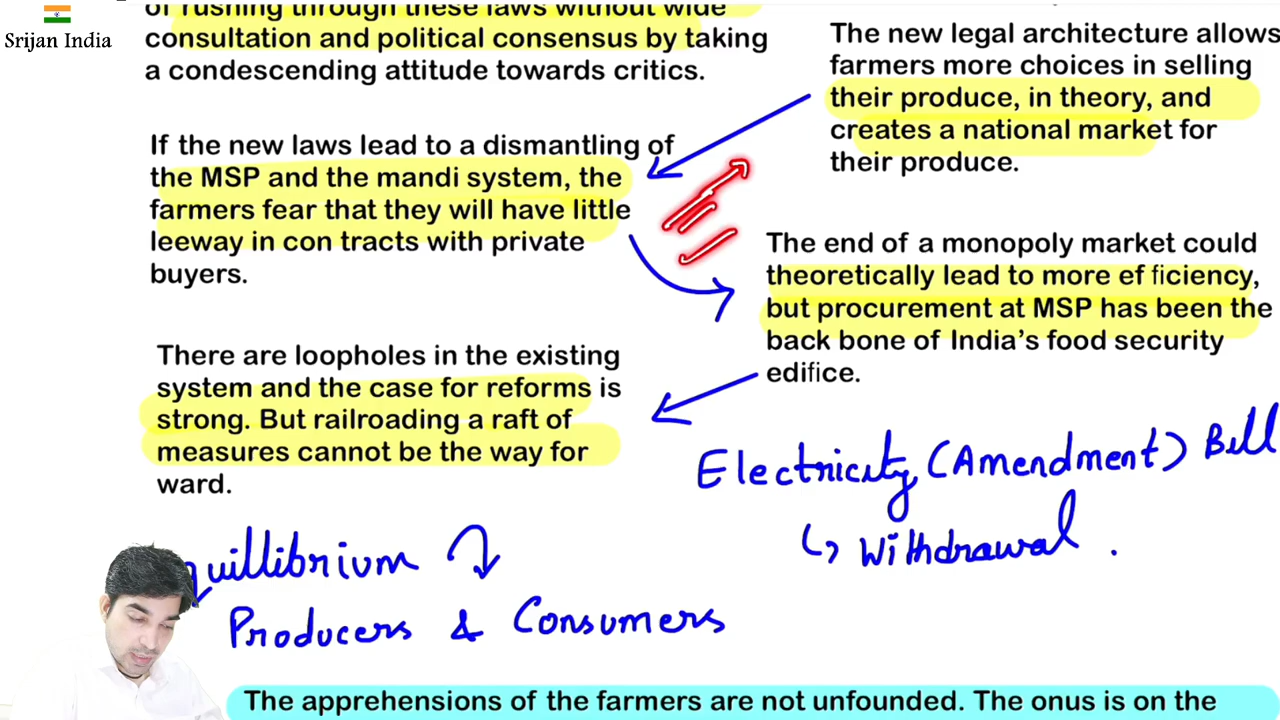 Srijan India
of rushing through these laws without wide
consultation and political consensus by taking
a condescending attitude towards critics.
The new legal architecture allows
farmers more choices in selling
their produce, in theory, and
creates a national market for
their produce.
If the new laws lead to a dismantling of
the MSP and the mandi system, the
farmers fear that they will have little
leeway in con tracts with private
buyers.
The end of a monopoly market could
theoretically lead to more ef ficiency,
but procurement at MSP has been the
back bone of India's food security
edifice.
There are loopholes in the existing
system and the case for reforms is
strong. But railroading a raft of
measures cannot be the way for
ward.
Electricity (Amendment) Bill
↳ Withdrawal.
quillibrium
Producers & Consumers
The apprehensions of the farmers are not unfounded. The onus is on the